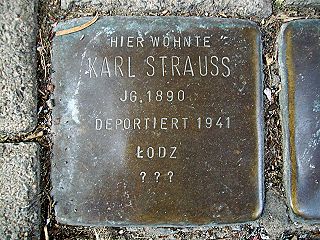 HIER WOHNTE
KARL STRAUSS
JG. 1890
DEPORTIERT 1941
ŁODZ
???